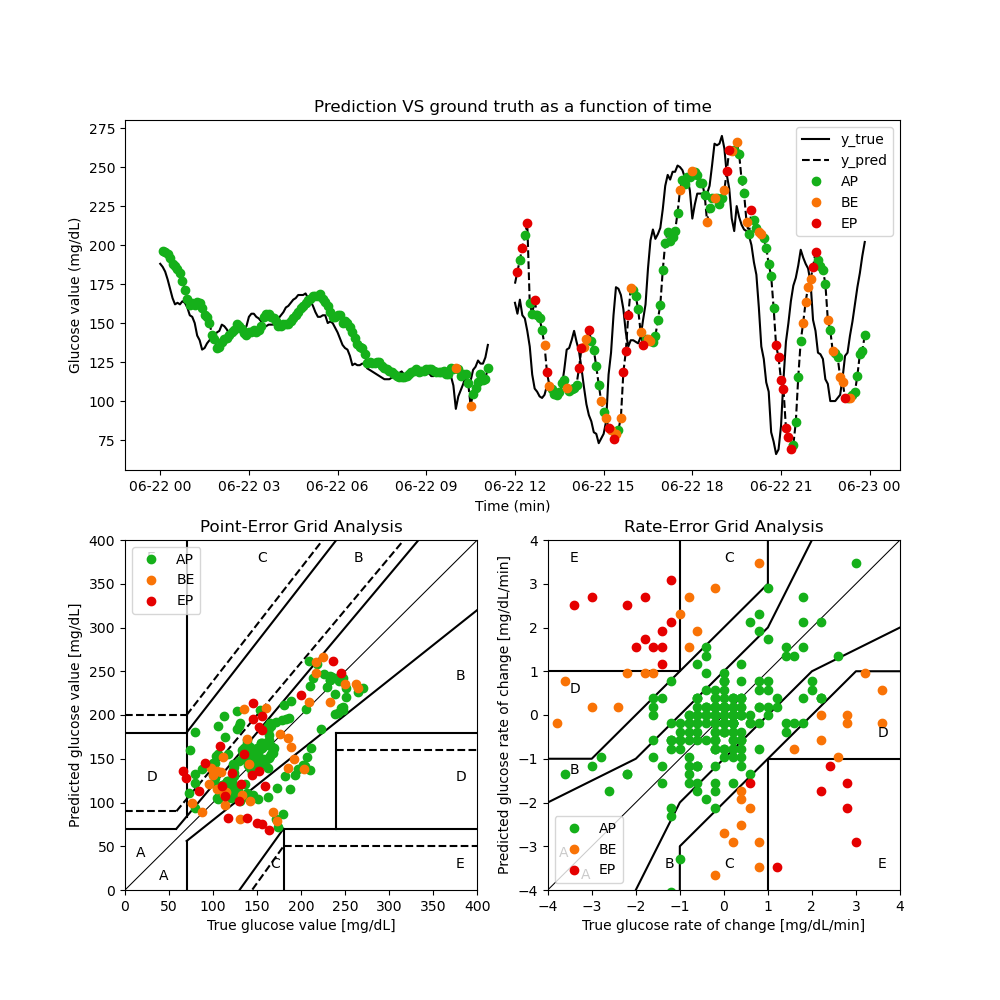 Prediction VS ground truth as a function of time
Glucose value (mg/dL)
275
250
225
200
175
150
125
100
75
y_true
y_pred
AP
BE
EP
06-22 00 06-22 03 06-22 06 06-22 09 06-22 12 06-22 15 06-22 18 06-22 21 06-23 00
Time (min)
Point-Error Grid Analysis
Predicted glucose value [mg/dL]
400
350
300
250
200
150
100
50
0
AP
BE
EP
C
B
B
D
D
A
A
C
E
0 50 100 150 200 250 300 350 400
True glucose value [mg/dL]
Rate-Error Grid Analysis
Predicted glucose rate of change [mg/dL/min]
4
3
2
1
0
−1
−2
−3
−4
E
C
D
D
B
AP
BE
EP
A
A
B
C
E
−4 −3 −2 −1 0 1 2 3 4
True glucose rate of change [mg/dL/min]